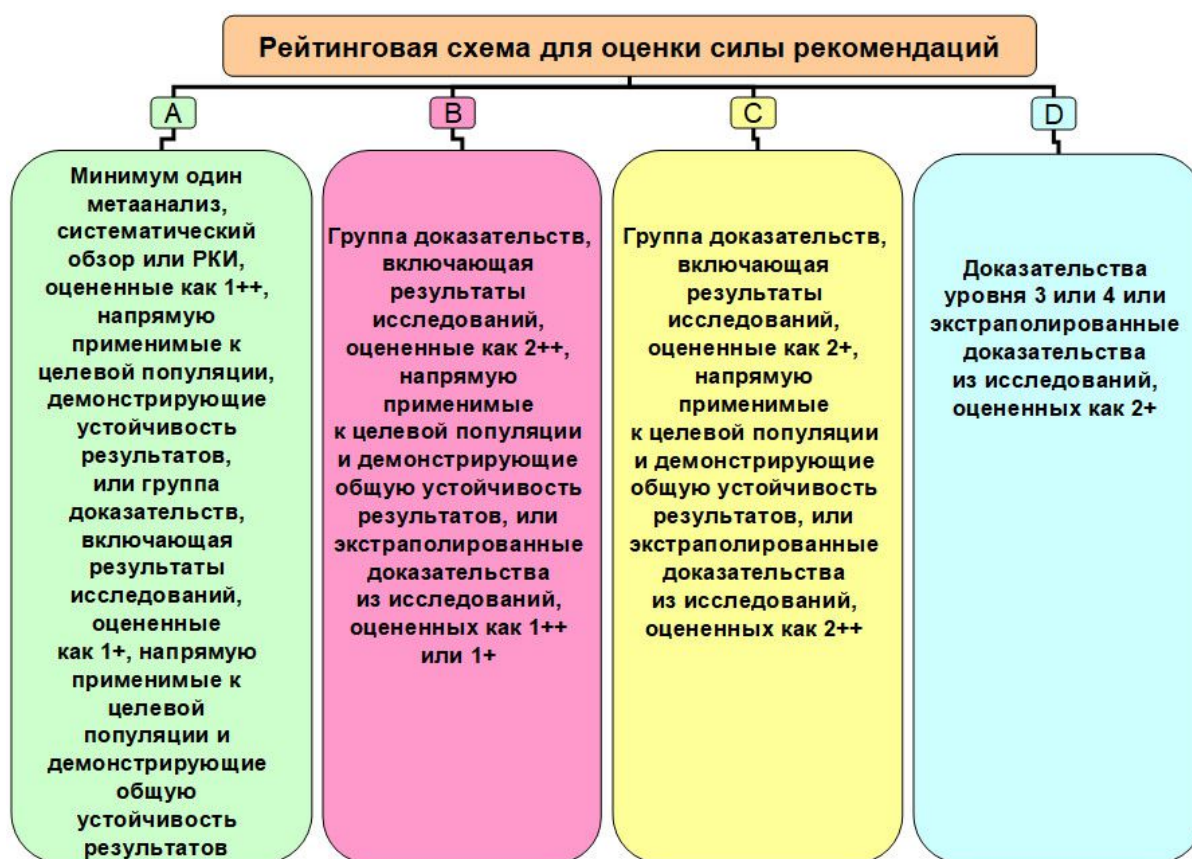 Рейтинговая схема для оценки силы рекомендаций
A
B
C
D
Минимум один
метаанализ,
систематический
обзор или РКИ,
оцененные как 1++,
напрямую
применимые к
целевой популяции,
демонстрирующие
устойчивость
результатов,
или группа
доказательств,
включающая
результаты
исследований,
оцененные
как 1+, напрямую
применимые к
целевой
популяции и
демонстрирующие
общую
устойчивость
результатов
Группа доказательств,
включающая
результаты
исследований,
оцененные как 2++,
напрямую
применимые
к целевой популяции
и демонстрирующие
общую устойчивость
результатов, или
экстраполированные
доказательства
из исследований,
оцененных как 1++
или 1+
Группа доказательств,
включающая
результаты
исследований,
оцененные как 2+,
напрямую
применимые
к целевой популяции
и демонстрирующие
общую устойчивость
результатов, или
экстраполированные
доказательства
из исследований,
оцененных как 2++
Доказательства
уровня 3 или 4 или
экстраполированные
доказательства
из исследований,
оцененных как 2+